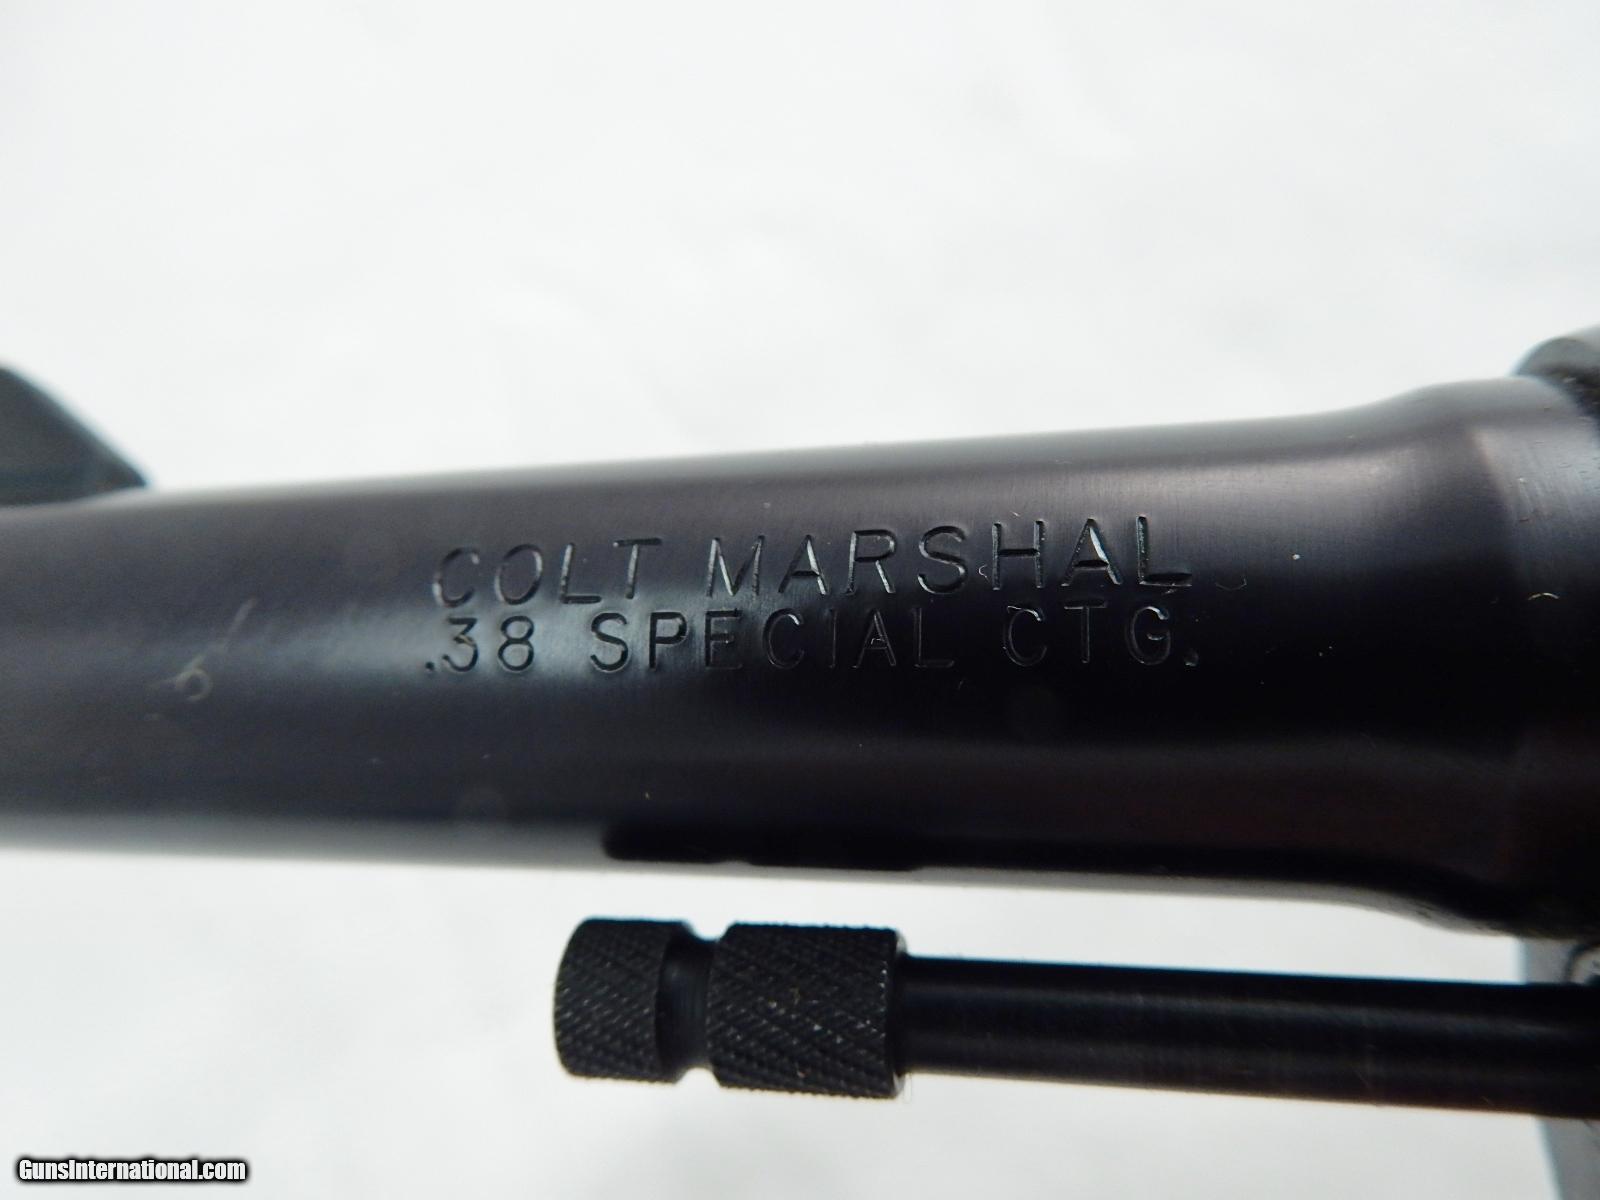 COLT MARSHAL
.38 SPECIAL CTG.
GunsInternational.com